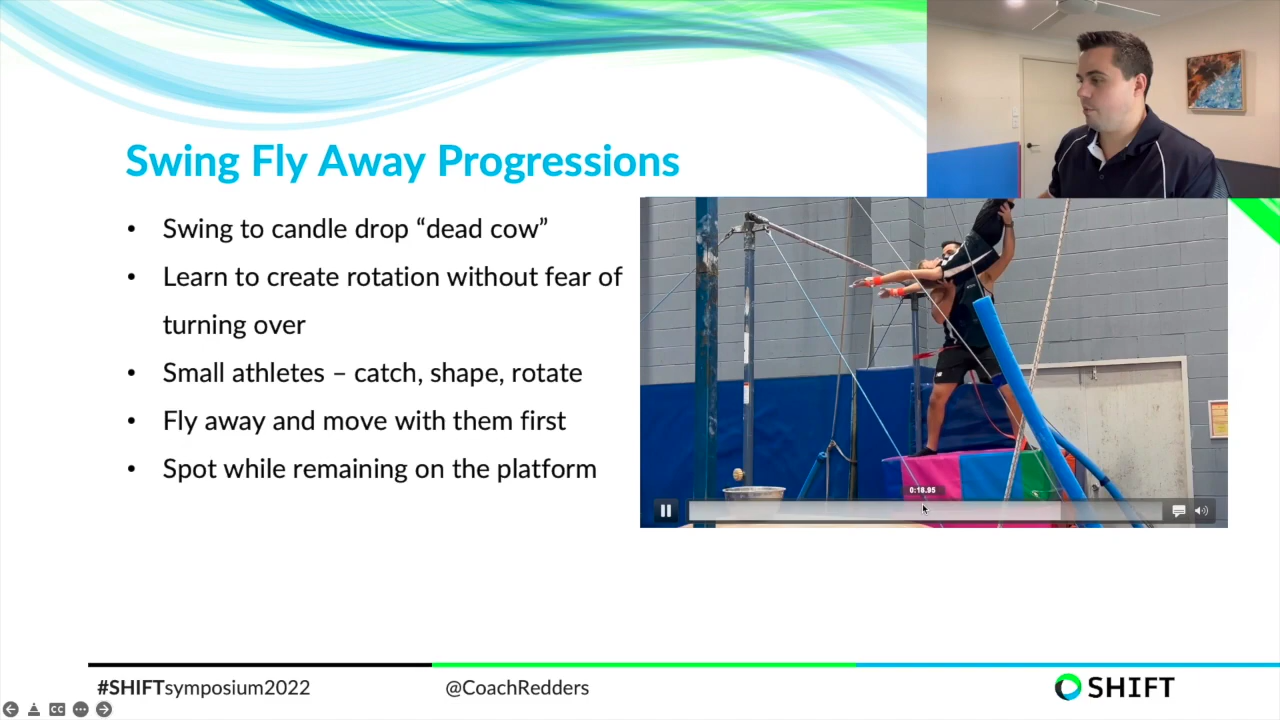 Swing Fly Away Progressions
• Swing to candle drop “dead cow”
• Learn to create rotation without fear of
turning over
• Small athletes – catch, shape, rotate
• Fly away and move with them first
• Spot while remaining on the platform
0:18.95
#SHIFTsymposium2022
@CoachRedders
SHIFT
CC